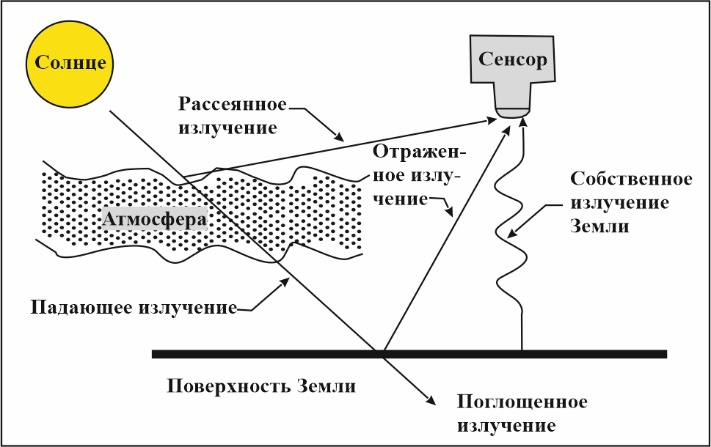 Солнце
Сенсор
Рассеянное
излучение
Отражен-
ное излу-
чение
Собственное
излучение
Земли
Атмосфера
Падающее излучение
Поверхность Земли
Поглощенное
излучение